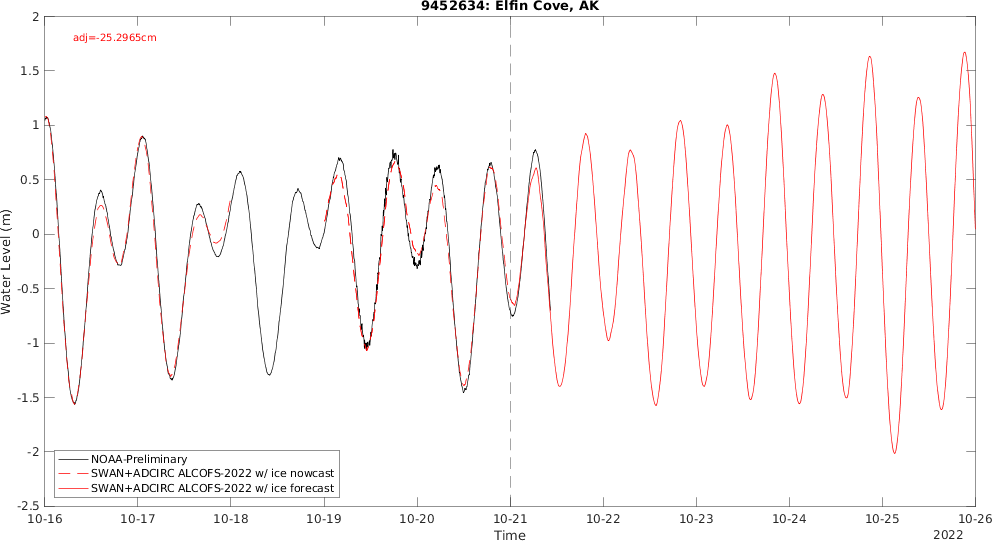 9452634: Elfin Cove, AK
adj=-25.2965cm
Water Level (m)
2
1.5
1
0.5
0
-0.5
-1
-1.5
-2
-2.5
NOAA-Preliminary
SWAN+ADCIRC ALCOFS-2022 w/ ice nowcast
SWAN+ADCIRC ALCOFS-2022 w/ ice forecast
10-16 10-17 10-18 10-19 10-20 10-21 10-22 10-23 10-24 10-25 10-26
Time
2022